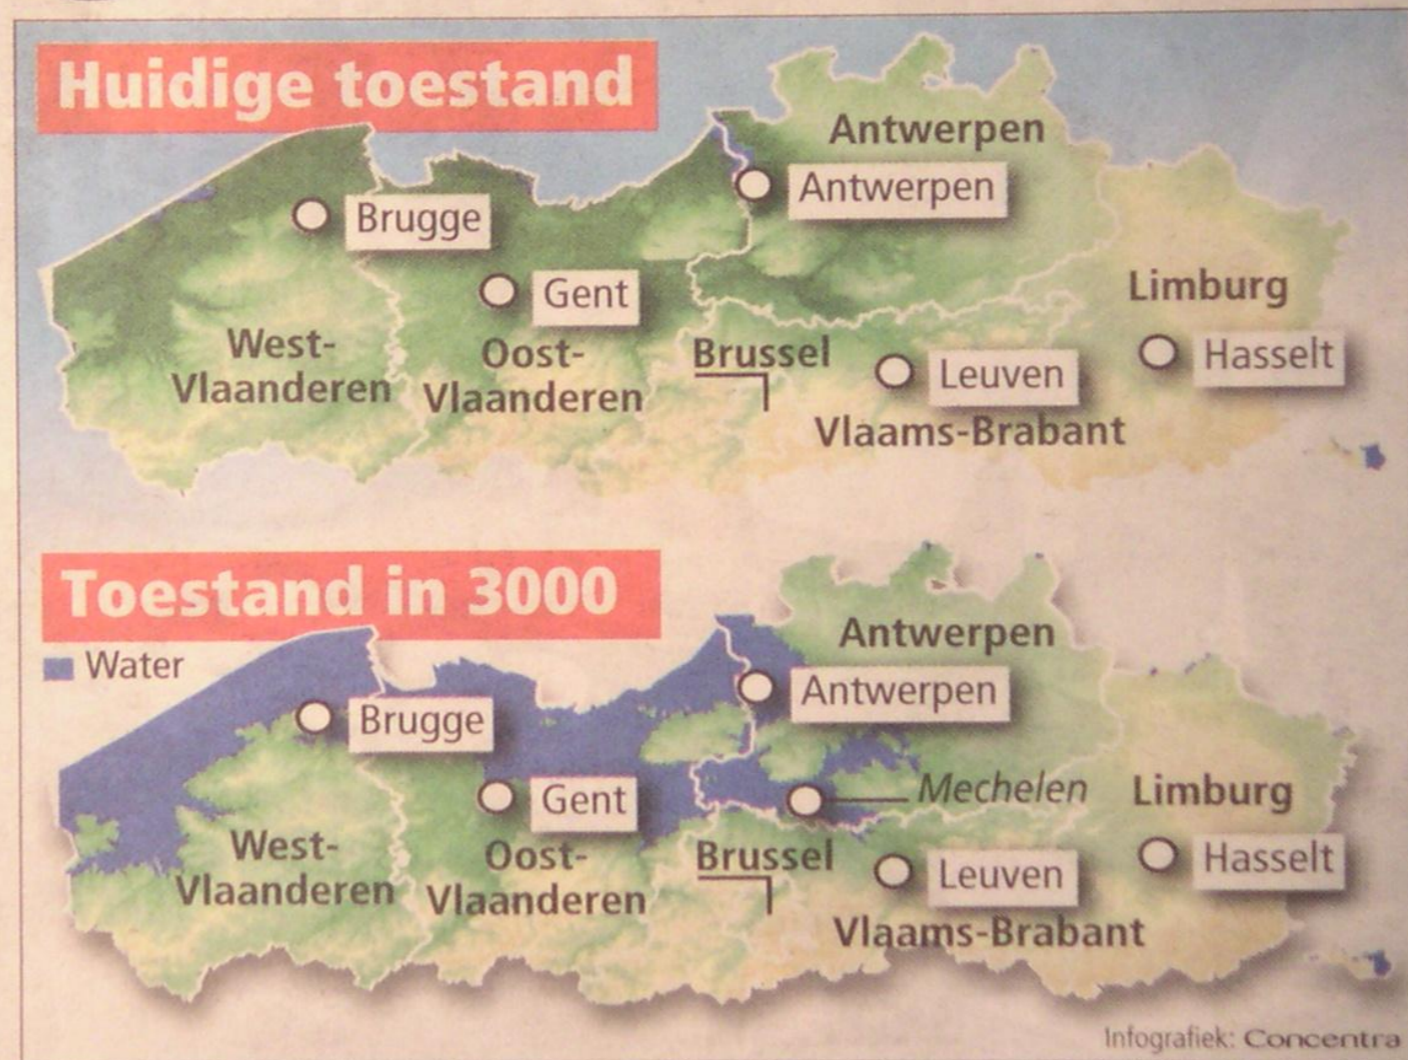 Huidige toestand
Antwerpen
Antwerpen
Brugge
Gent
Limburg
West-
Vlaanderen
Oost-
Vlaanderen
Brussel
Leuven
Hasselt
Vlaams-Brabant
Toestand in 3000
Water
Antwerpen
Antwerpen
Brugge
Gent
Mechelen
Limburg
West-
Vlaanderen
Oost-
Vlaanderen
Brussel
Leuven
Hasselt
Vlaams-Brabant
Infografiek: Concentra